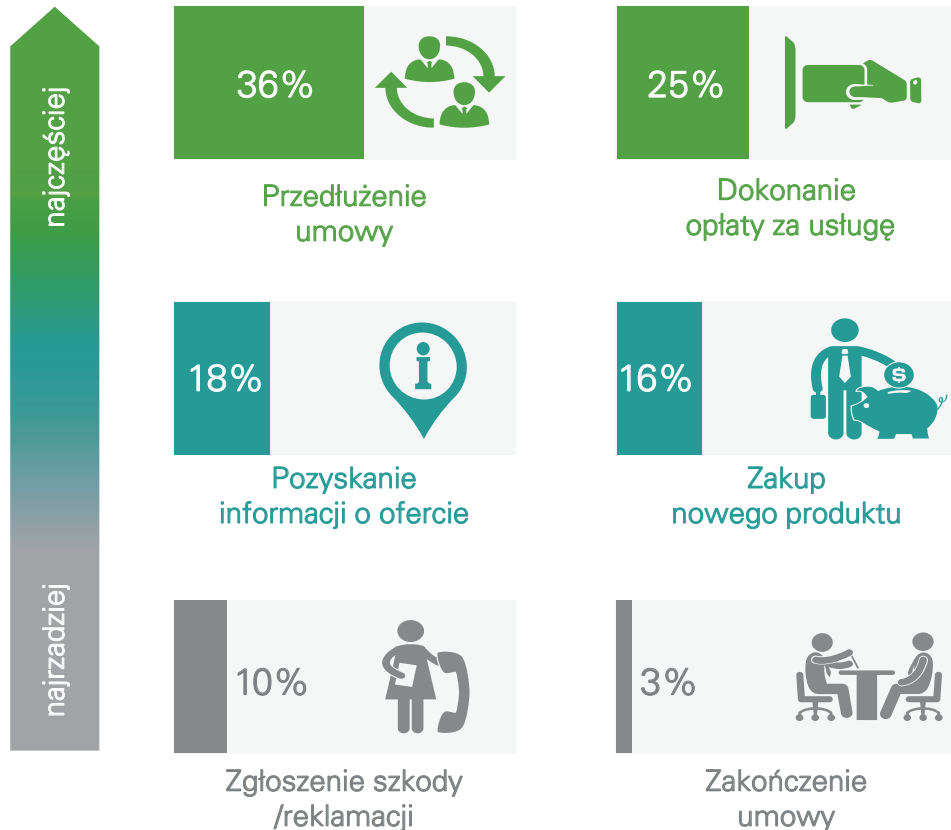 najczęściej
36%
25%
Przedłużenie
umowy
Dokonanie
opłaty za usługę
18%
16%
$
Pozyskanie
informacji o ofercie
Zakup
nowego produktu
najrzadziej
10%
3%
Zgłoszenie szkody
/reklamacji
Zakończenie
umowy